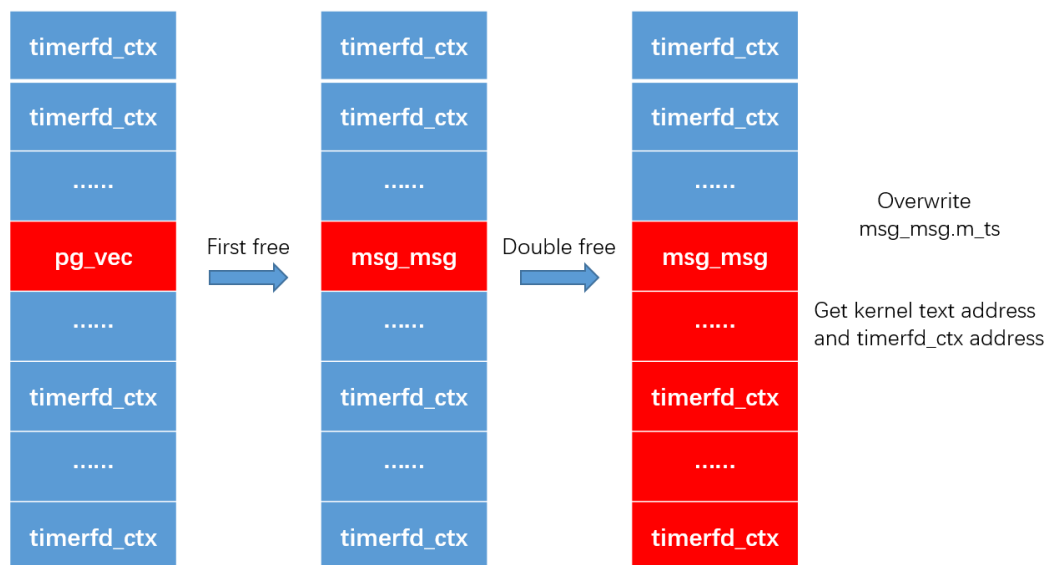 timerfd_ctx
timerfd_ctx
......
pg_vec
......
timerfd_ctx
......
timerfd_ctx
First free
timerfd_ctx
timerfd_ctx
......
msg_msg
......
timerfd_ctx
......
timerfd_ctx
Double free
timerfd_ctx
timerfd_ctx
......
msg_msg
......
timerfd_ctx
......
timerfd_ctx
Overwrite
msg_msg.m_ts
Get kernel text address
and timerfd_ctx address